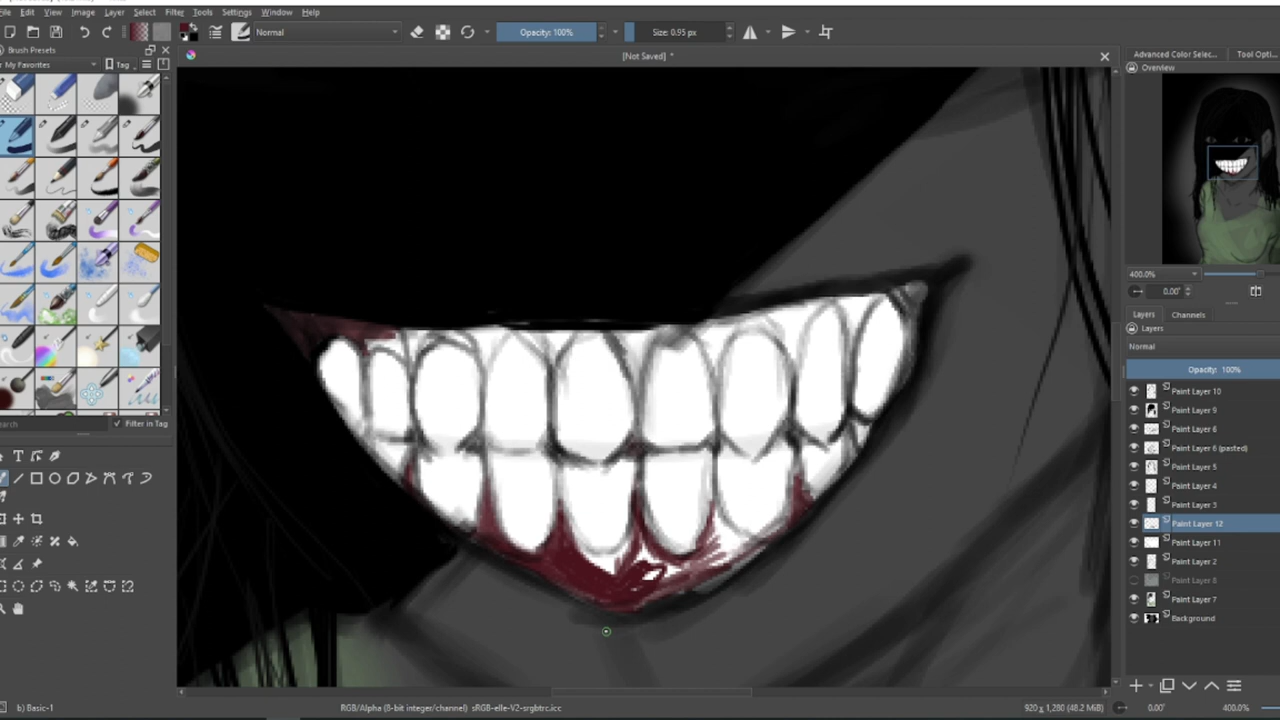 File Edit View Image Layer Select Filter Tools Settings Window Help
Normal Opacity: 100% Size: 0.95 px
Brush Presets
My Favorites Tag
[Not Saved] *
Advanced Color Selec... Tool Opti...
Overview
400.0%
0.00°
Layers Channels
Layers
Normal
Opacity: 100%
Paint Layer 10
Paint Layer 9
Paint Layer 6
Paint Layer 6 (pasted)
Paint Layer 5
Paint Layer 4
Paint Layer 3
Paint Layer 12
Paint Layer 11
Paint Layer 2
Paint Layer 8
Paint Layer 7
Background
earch Filter in Tag
b) Basic-1 RGB/Alpha (8-bit integer/channel) sRGB-elle-V2-srgbtrc.icc 920 x 1,280 (48.2 MiB) 0.00° 400.0%